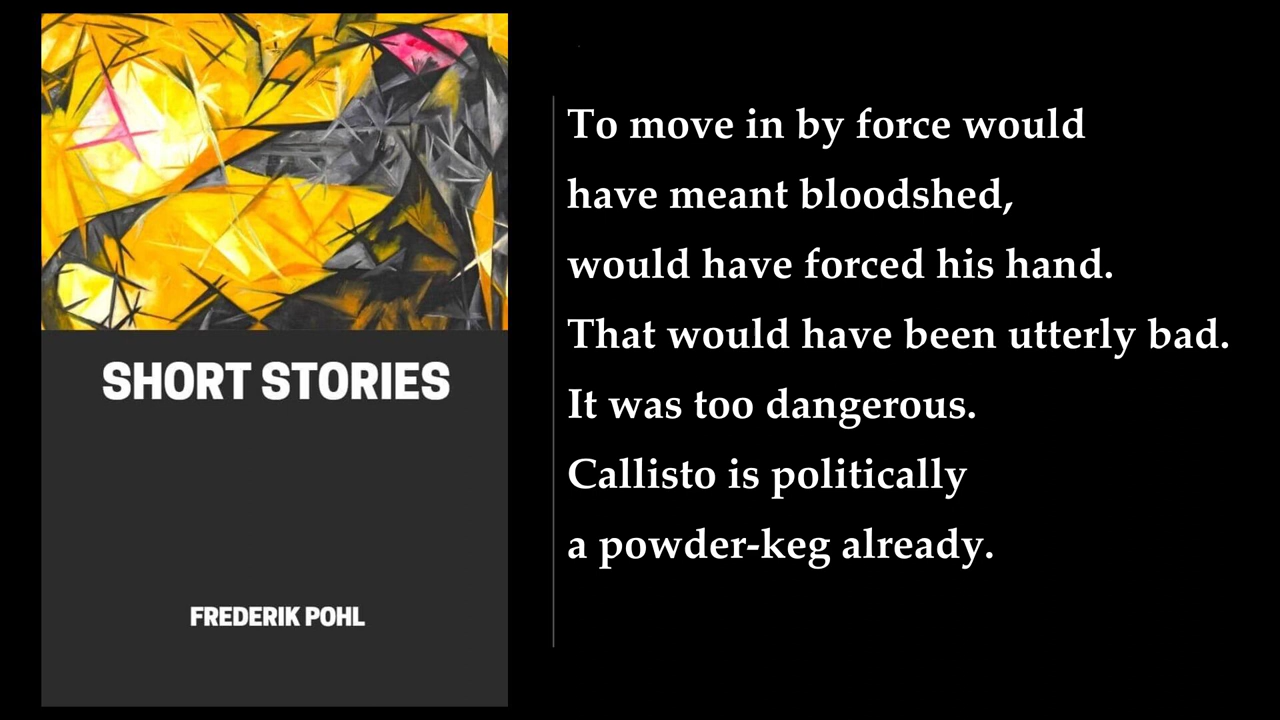 SHORT STORIES
FREDERIK POHL
To move in by force would
have meant bloodshed,
would have forced his hand.
That would have been utterly bad.
It was too dangerous.
Callisto is politically
a powder-keg already.